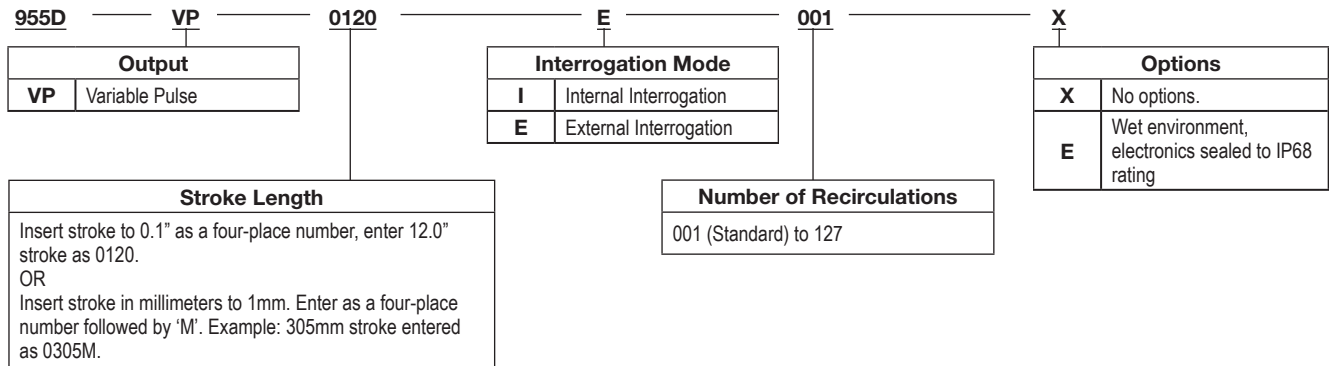 955D VP 0120 E 001 X
Output
VP Variable Pulse
Interrogation Mode
I Internal Interrogation
E External Interrogation
Options
X No options.
E Wet environment,
electronics sealed to IP68
rating
Stroke Length
Insert stroke to 0.1” as a four-place number, enter 12.0”
stroke as 0120.
OR
Insert stroke in millimeters to 1mm. Enter as a four-place
number followed by ‘M’. Example: 305mm stroke entered
as 0305M.
Number of Recirculations
001 (Standard) to 127